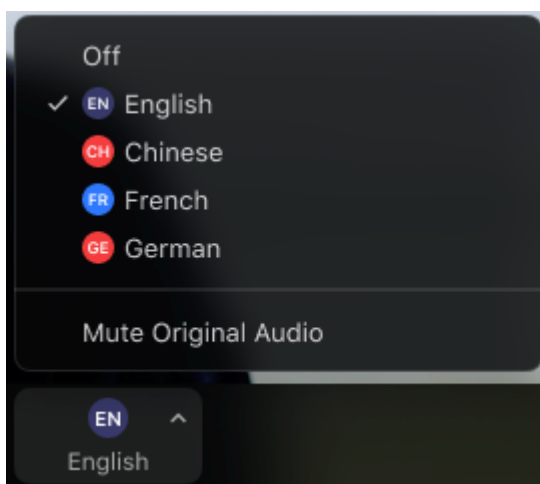 Off
EN English
CH Chinese
FR French
GE German
Mute Original Audio
EN
English